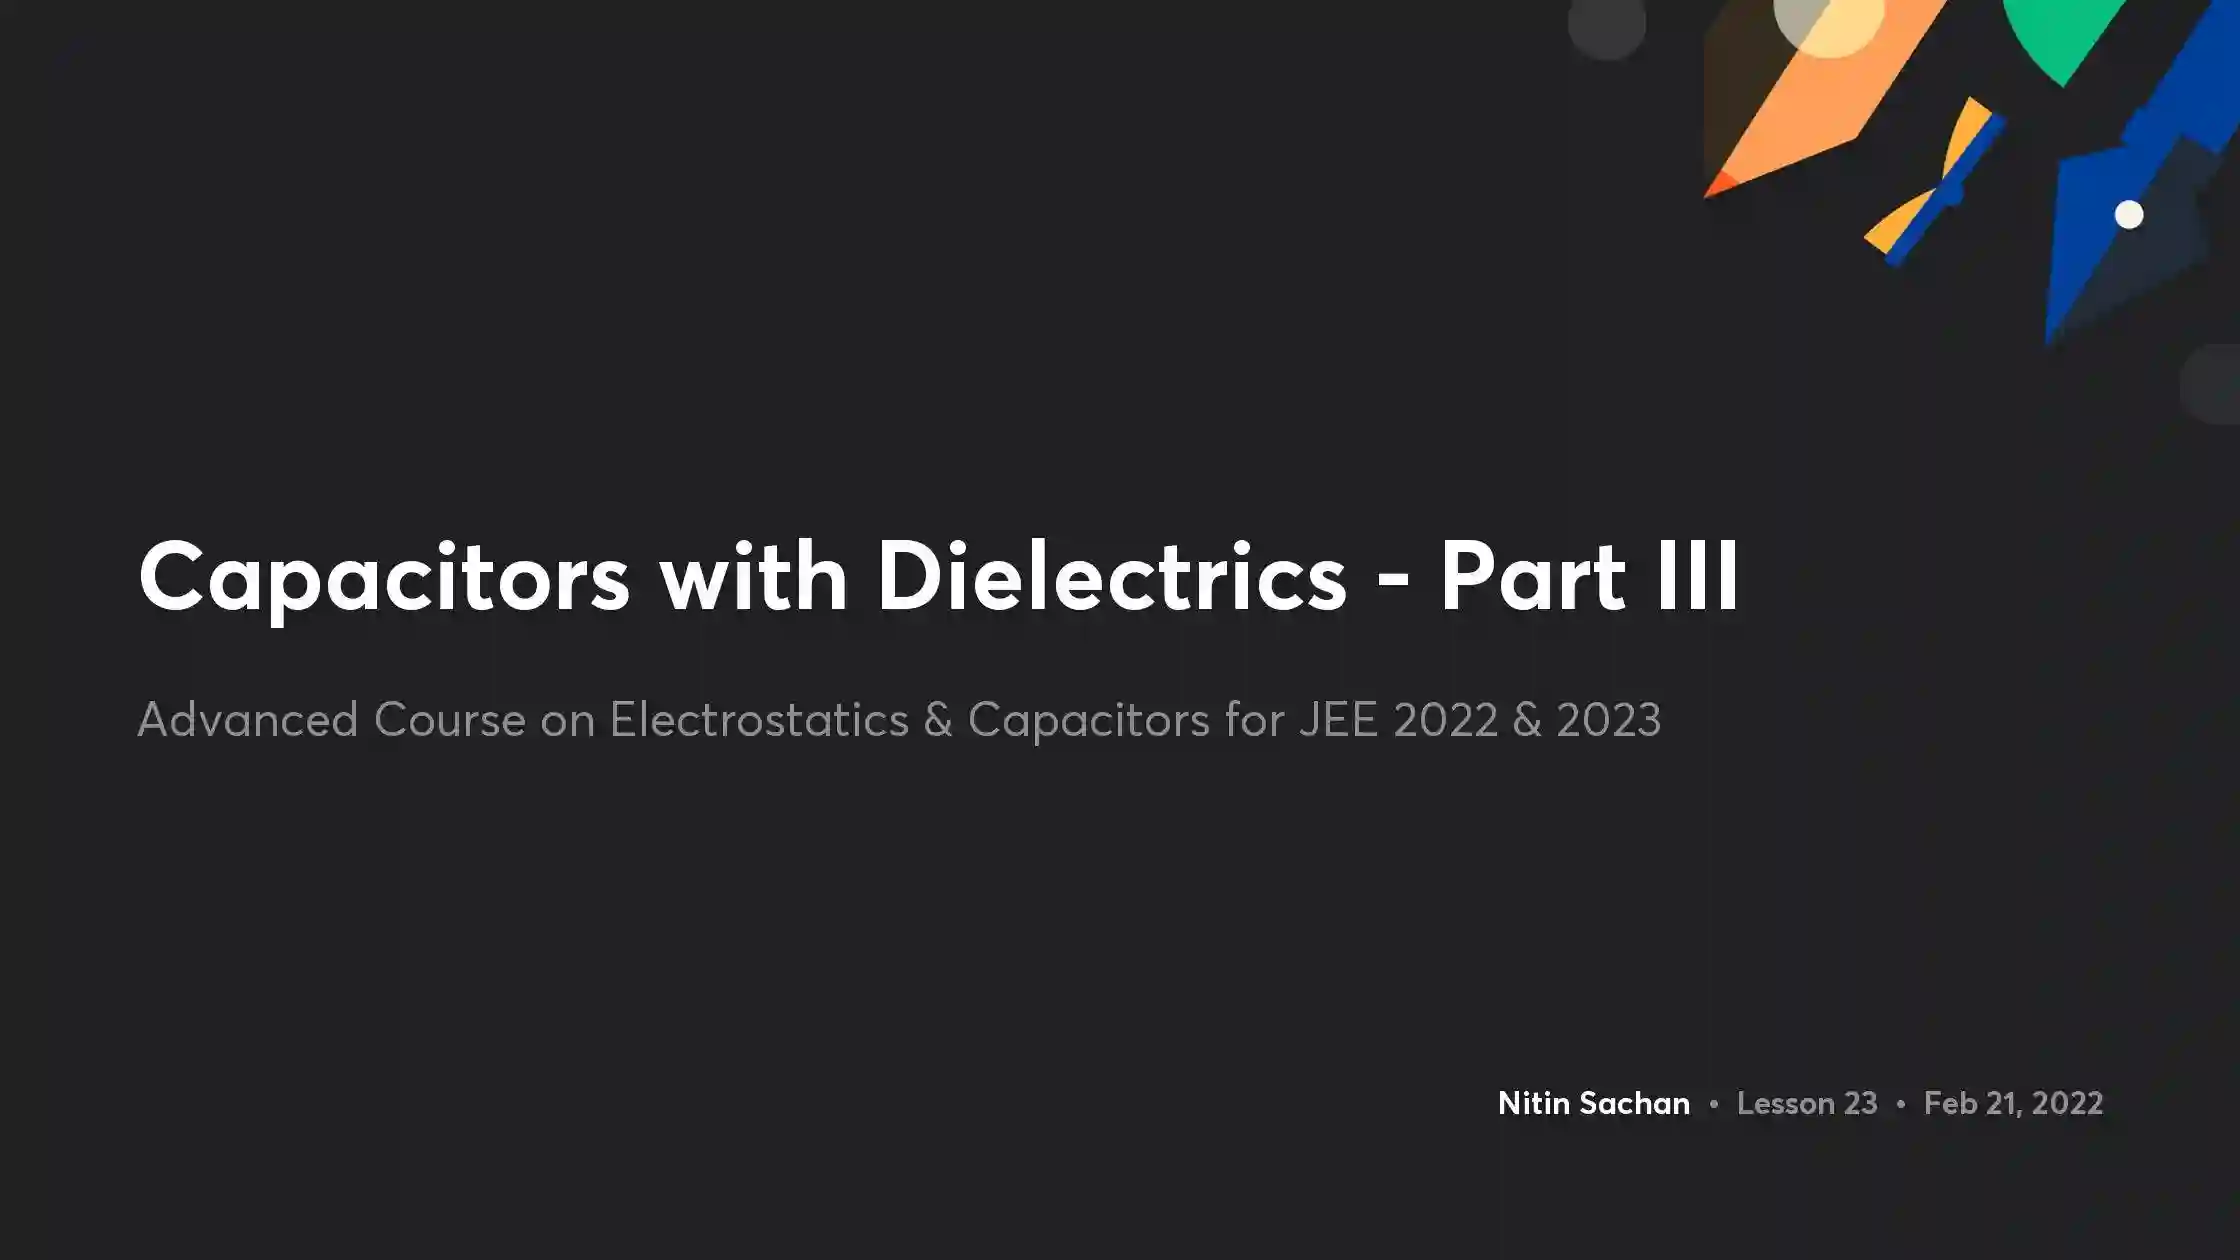 Capacitors with Dielectrics - Part III
Advanced Course on Electrostatics & Capacitors for JEE 2022 & 2023
Nitin Sachan • Lesson 23 • Feb 21, 2022